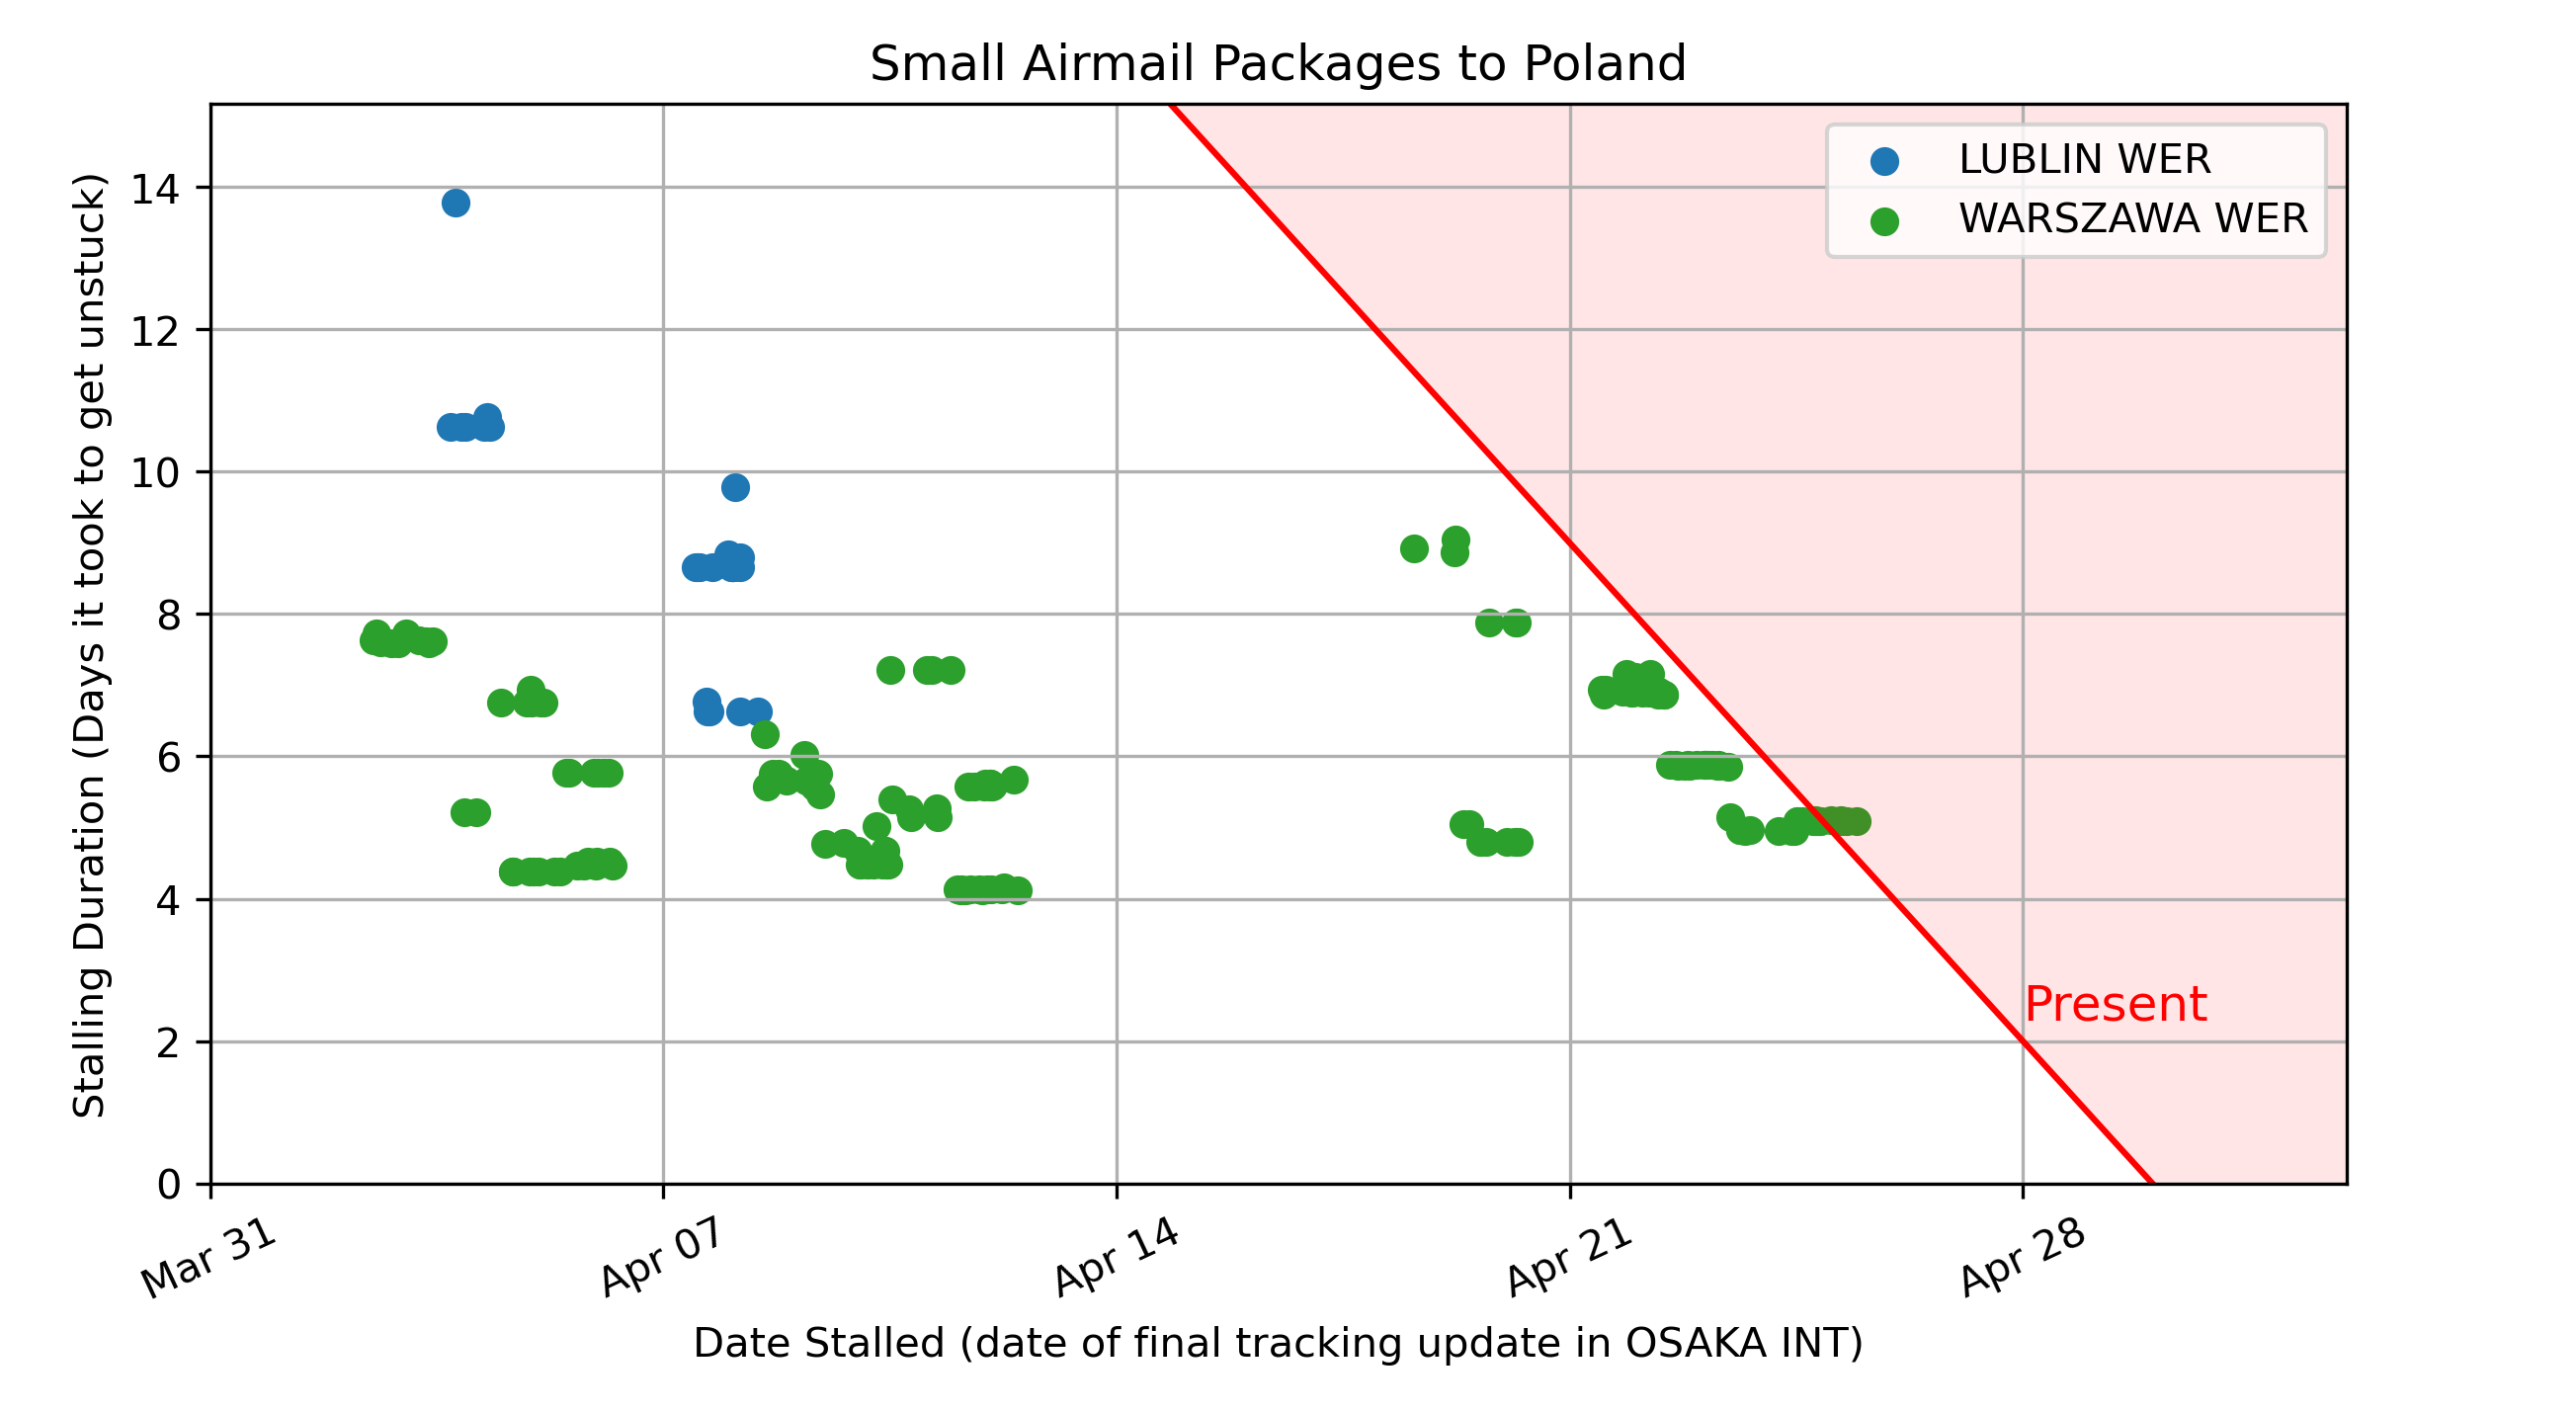 Small Airmail Packages to Poland
Stalling Duration (Days it took to get unstuck)
14
12
10
8
6
4
2
0
LUBLIN WER
WARSZAWA WER
Present
Mar 31
Apr 07
Apr 14
Apr 21
Apr 28
Date Stalled (date of final tracking update in OSAKA INT)